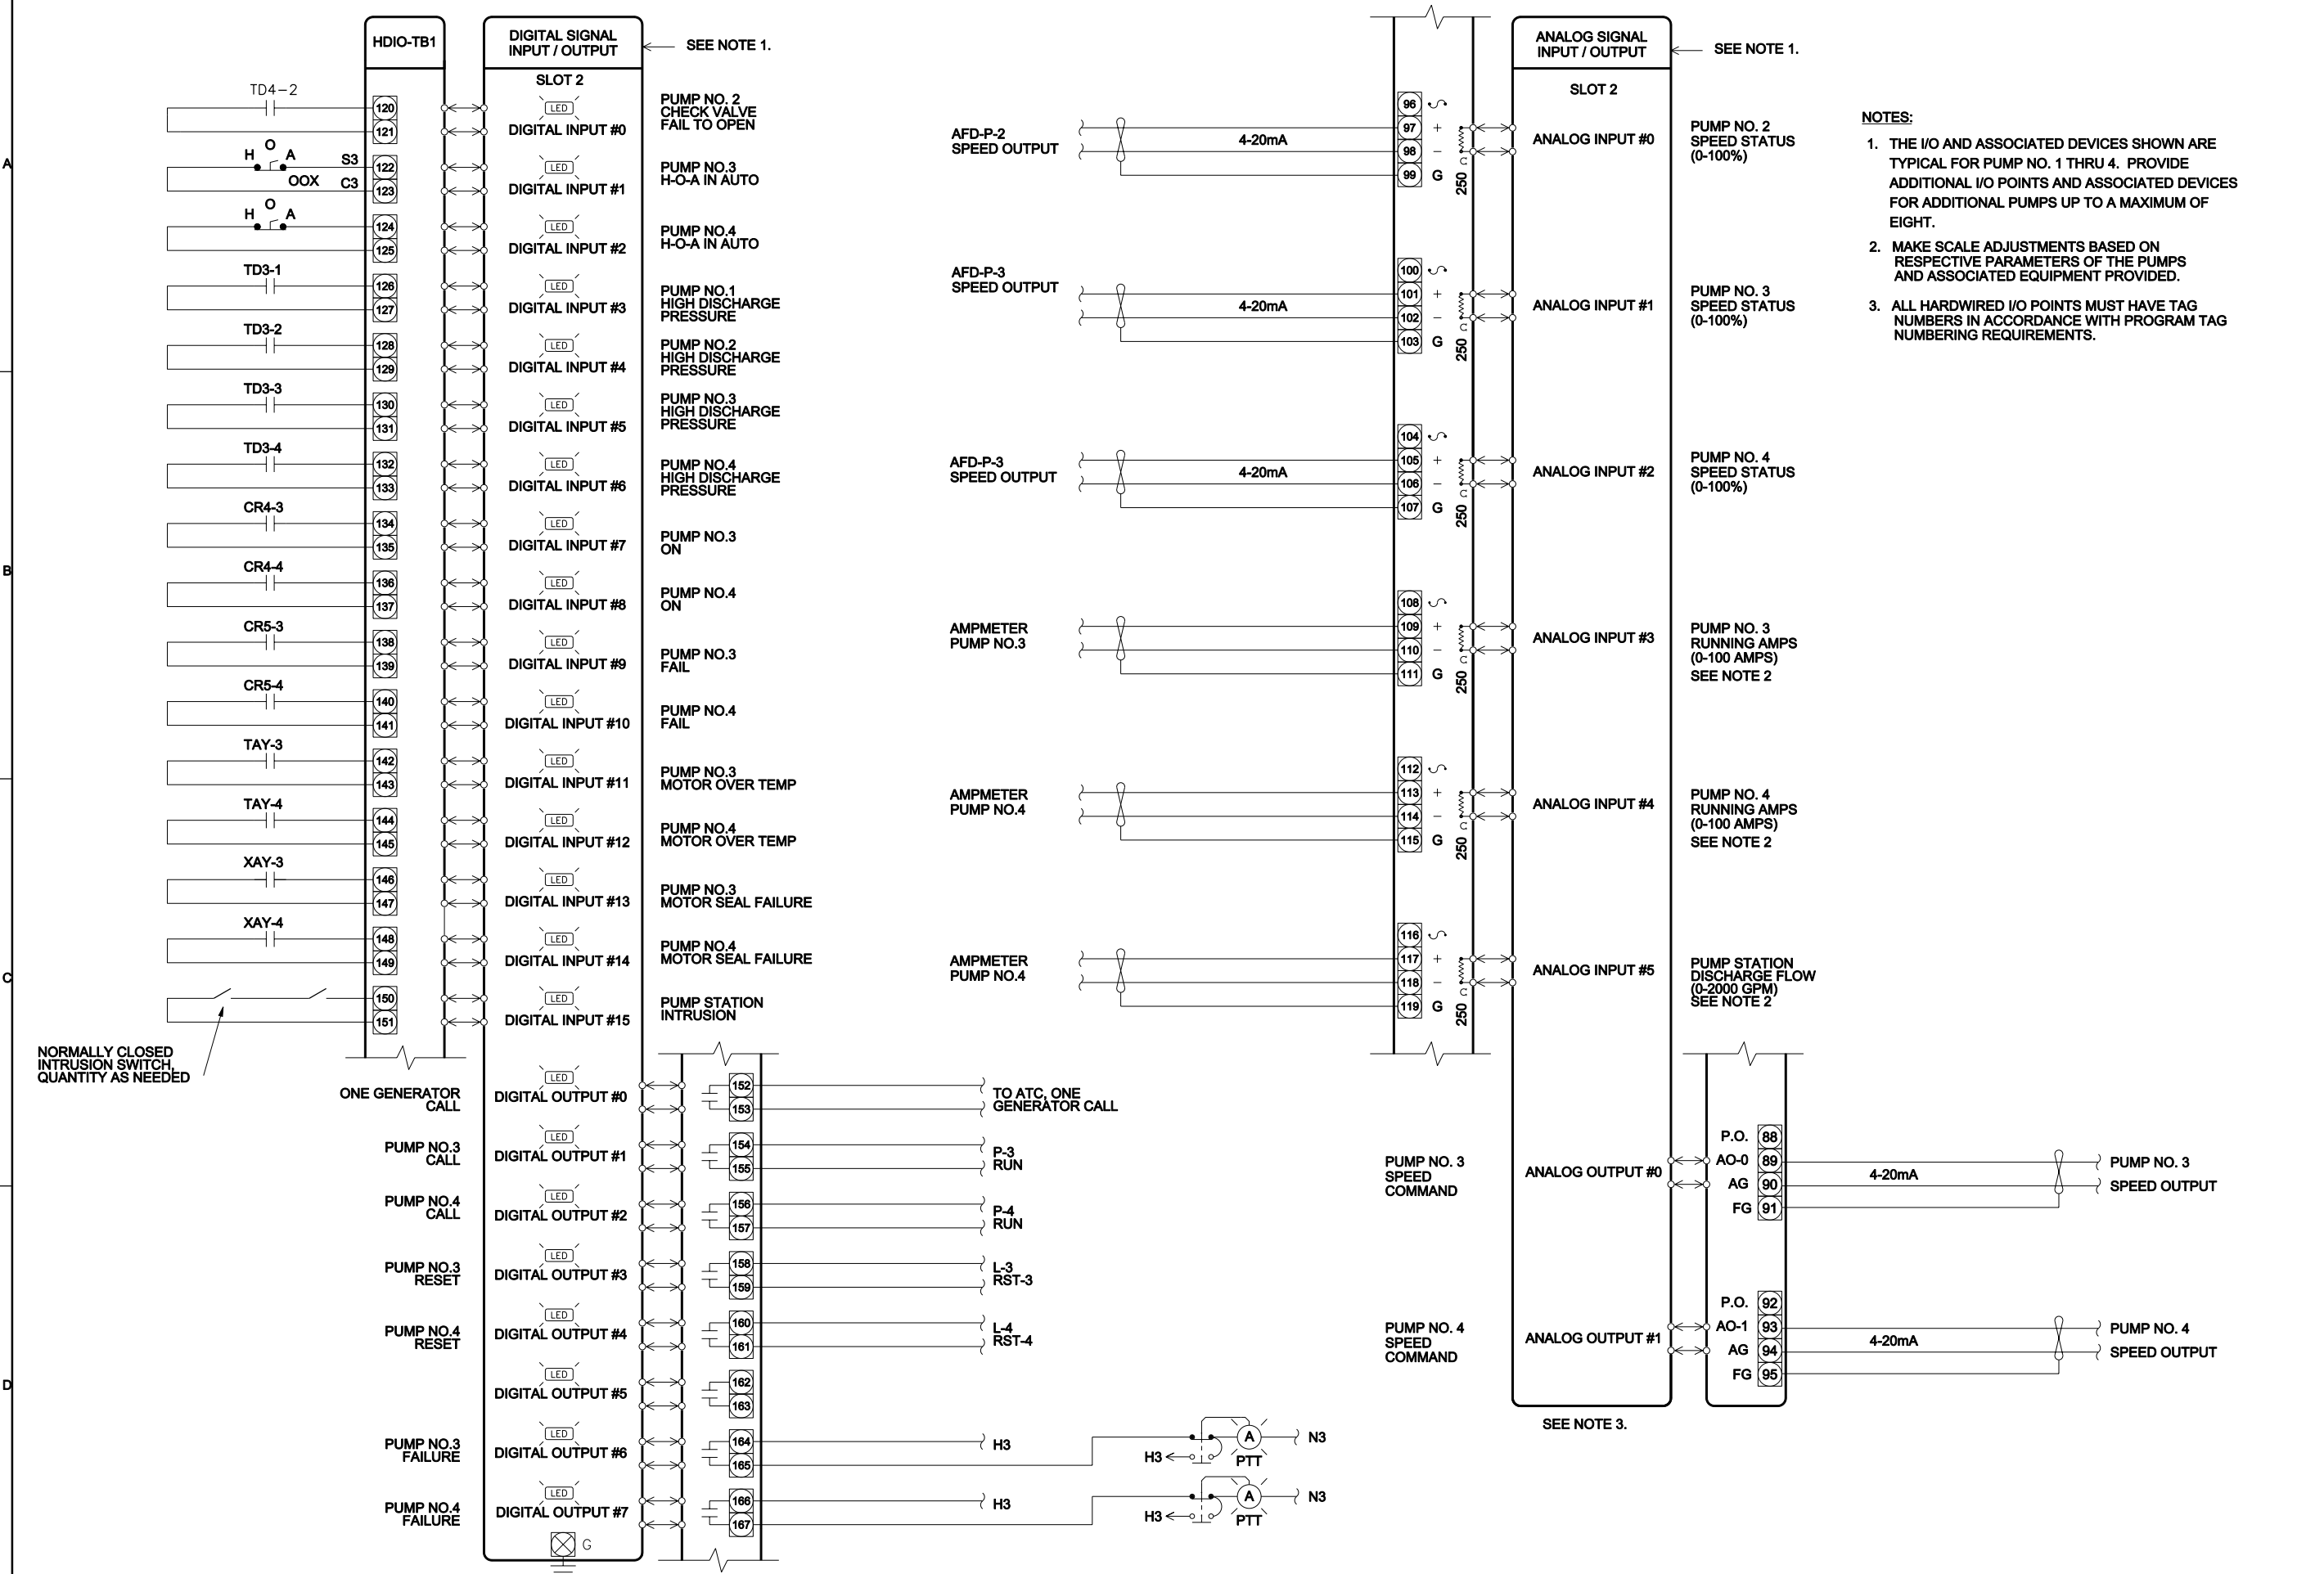 HDIO-TB1
DIGITAL SIGNAL
INPUT / OUTPUT
SEE NOTE 1.
SLOT 2
TD4-2
120
121
LED
DIGITAL INPUT #0
PUMP NO. 2
CHECK VALVE
FAIL TO OPEN
H O A
OOX
S3
C3
122
123
LED
DIGITAL INPUT #1
PUMP NO.3
H-O-A IN AUTO
H O A
124
125
LED
DIGITAL INPUT #2
PUMP NO.4
H-O-A IN AUTO
TD3-1
126
127
LED
DIGITAL INPUT #3
PUMP NO.1
HIGH DISCHARGE
PRESSURE
TD3-2
128
129
LED
DIGITAL INPUT #4
PUMP NO.2
HIGH DISCHARGE
PRESSURE
TD3-3
130
131
LED
DIGITAL INPUT #5
PUMP NO.3
HIGH DISCHARGE
PRESSURE
TD3-4
132
133
LED
DIGITAL INPUT #6
PUMP NO.4
HIGH DISCHARGE
PRESSURE
CR4-3
134
135
LED
DIGITAL INPUT #7
PUMP NO.3
ON
CR4-4
136
137
LED
DIGITAL INPUT #8
PUMP NO.4
ON
CR5-3
138
139
LED
DIGITAL INPUT #9
PUMP NO.3
FAIL
CR5-4
140
141
LED
DIGITAL INPUT #10
PUMP NO.4
FAIL
TAY-3
142
143
LED
DIGITAL INPUT #11
PUMP NO.3
MOTOR OVER TEMP
TAY-4
144
145
LED
DIGITAL INPUT #12
PUMP NO.4
MOTOR OVER TEMP
XAY-3
146
147
LED
DIGITAL INPUT #13
PUMP NO.3
MOTOR SEAL FAILURE
XAY-4
148
149
LED
DIGITAL INPUT #14
PUMP NO.4
MOTOR SEAL FAILURE
150
151
LED
DIGITAL INPUT #15
PUMP STATION
INTRUSION
NORMALLY CLOSED
INTRUSION SWITCH,
QUANTITY AS NEEDED
ONE GENERATOR
CALL
LED
DIGITAL OUTPUT #0
152
153
TO ATC, ONE
GENERATOR CALL
PUMP NO.3
CALL
LED
DIGITAL OUTPUT #1
154
155
P-3
RUN
PUMP NO.4
CALL
LED
DIGITAL OUTPUT #2
156
157
P-4
RUN
PUMP NO.3
RESET
LED
DIGITAL OUTPUT #3
158
159
L-3
RST-3
PUMP NO.4
RESET
LED
DIGITAL OUTPUT #4
160
161
L-4
RST-4
LED
DIGITAL OUTPUT #5
162
163
PUMP NO.3
FAILURE
LED
DIGITAL OUTPUT #6
164
165
H3
H3
A
PTT
N3
PUMP NO.4
FAILURE
LED
DIGITAL OUTPUT #7
166
167
H3
H3
A
PTT
N3
G
A
B
C
D
ANALOG SIGNAL
INPUT / OUTPUT
SEE NOTE 1.
SLOT 2
AFD-P-2
SPEED OUTPUT
4-20mA
96
97 +
98 −
99 G
250
ANALOG INPUT #0
PUMP NO. 2
SPEED STATUS
(0-100%)
AFD-P-3
SPEED OUTPUT
4-20mA
100
101 +
102 −
103 G
250
ANALOG INPUT #1
PUMP NO. 3
SPEED STATUS
(0-100%)
AFD-P-3
SPEED OUTPUT
4-20mA
104
105 +
106 −
107 G
250
ANALOG INPUT #2
PUMP NO. 4
SPEED STATUS
(0-100%)
AMPMETER
PUMP NO.3
108
109 +
110 −
111 G
250
ANALOG INPUT #3
PUMP NO. 3
RUNNING AMPS
(0-100 AMPS)
SEE NOTE 2
AMPMETER
PUMP NO.4
112
113 +
114 −
115 G
250
ANALOG INPUT #4
PUMP NO. 4
RUNNING AMPS
(0-100 AMPS)
SEE NOTE 2
AMPMETER
PUMP NO.4
116
117 +
118 −
119 G
250
ANALOG INPUT #5
PUMP STATION
DISCHARGE FLOW
(0-2000 GPM)
SEE NOTE 2
PUMP NO. 3
SPEED
COMMAND
ANALOG OUTPUT #0
P.O. 88
AO-0 89
AG 90
FG 91
4-20mA
PUMP NO. 3
SPEED OUTPUT
PUMP NO. 4
SPEED
COMMAND
ANALOG OUTPUT #1
P.O. 92
AO-1 93
AG 94
FG 95
4-20mA
PUMP NO. 4
SPEED OUTPUT
SEE NOTE 3.
NOTES:
1. THE I/O AND ASSOCIATED DEVICES SHOWN ARE
TYPICAL FOR PUMP NO. 1 THRU 4. PROVIDE
ADDITIONAL I/O POINTS AND ASSOCIATED DEVICES
FOR ADDITIONAL PUMPS UP TO A MAXIMUM OF
EIGHT.
2. MAKE SCALE ADJUSTMENTS BASED ON
RESPECTIVE PARAMETERS OF THE PUMPS
AND ASSOCIATED EQUIPMENT PROVIDED.
3. ALL HARDWIRED I/O POINTS MUST HAVE TAG
NUMBERS IN ACCORDANCE WITH PROGRAM TAG
NUMBERING REQUIREMENTS.